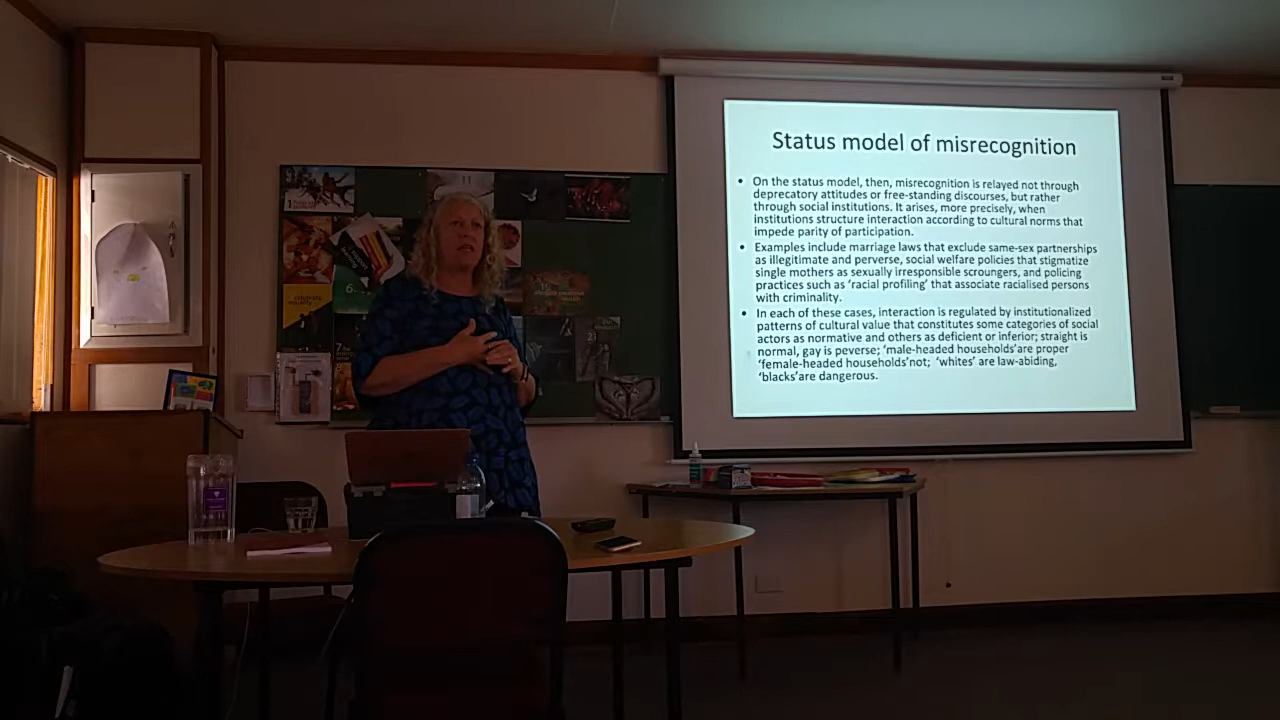 Status model of misrecognition
• On the status model, then, misrecognition is relayed not through
deprecatory attitudes or free-standing discourses, but rather
through social institutions. It arises, more precisely, when
institutions structure interaction according to cultural norms that
impede parity of participation.
• Examples include marriage laws that exclude same-sex partnerships
as illegitimate and perverse, social welfare policies that stigmatize
single mothers as sexually irresponsible scroungers, and policing
practices such as 'racial profiling' that associate racialised persons
with criminality.
• In each of these cases, interaction is regulated by institutionalized
patterns of cultural value that constitutes some categories of social
actors as normative and others as deficient or inferior; straight is
normal, gay is peverse; 'male-headed households'are proper
'female-headed households'not; 'whites' are law-abiding,
'blacks'are dangerous.